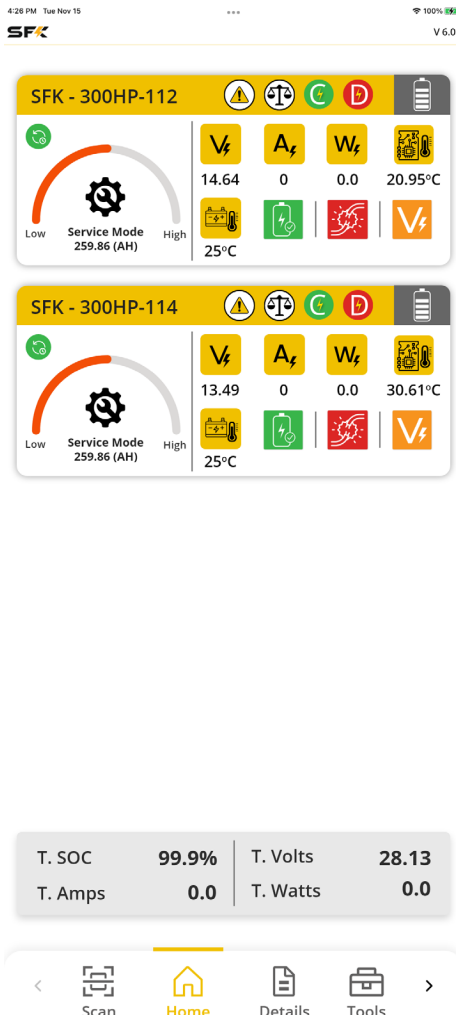 4:26 PM Tue Nov 15
100%
SFK
V 6.0
SFK - 300HP-112
C D
V A W
14.64 0 0.0 20.95°C
Low Service Mode High
259.86 (AH)
V
25°C
SFK - 300HP-114
C D
V A W
13.49 0 0.0 30.61°C
Low Service Mode High
259.86 (AH)
V
25°C
T. SOC 99.9% T. Volts 28.13
T. Amps 0.0 T. Watts 0.0
Scan Home Details Tools